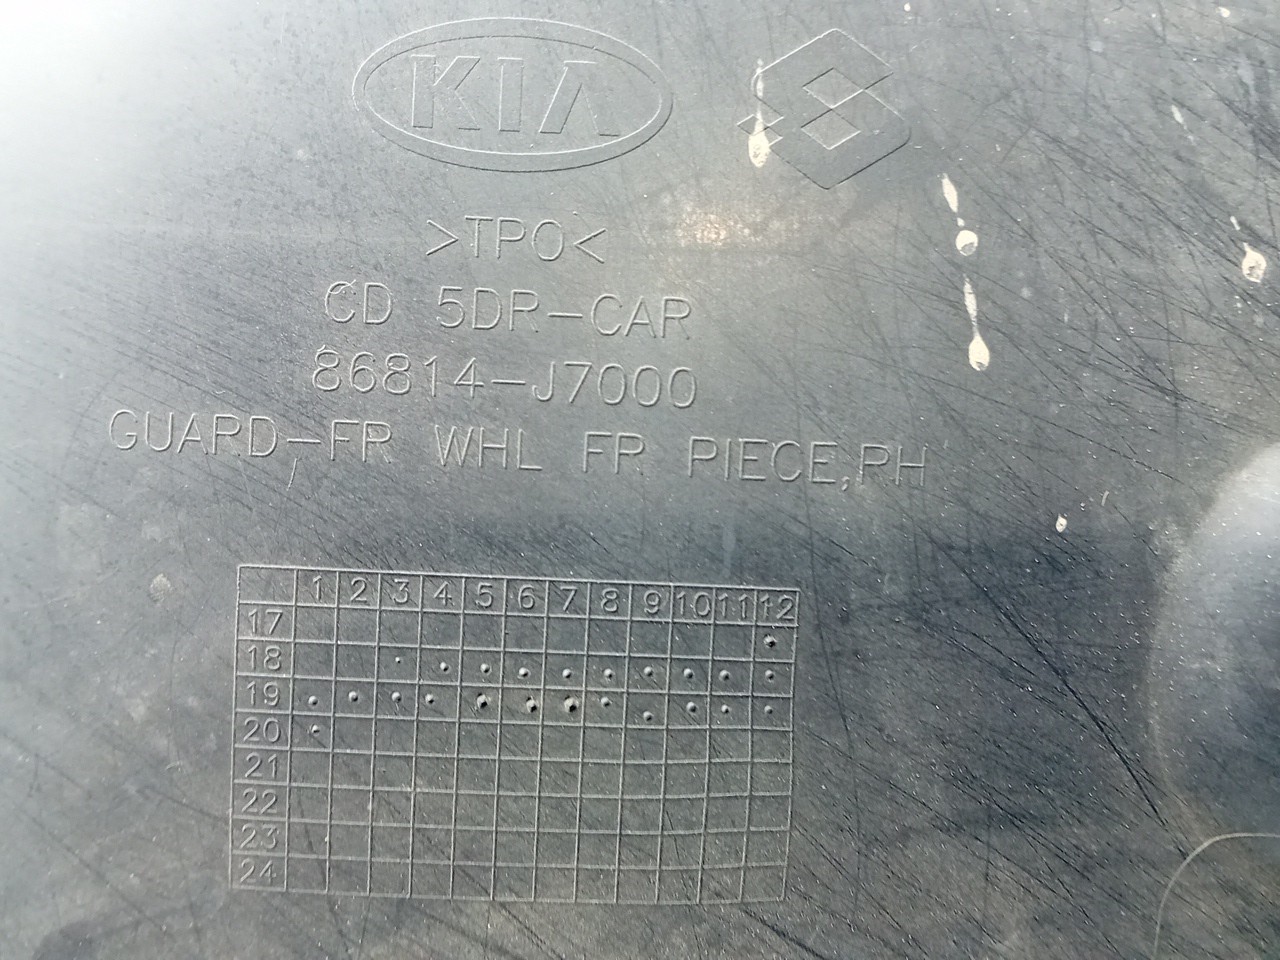 KIA
>TPO<
CD 5DR-CAR
86814-J7000
GUARD-FR WHL FR PIECE,RH
1 2 3 4 5 6 7 8 9 10 11 12
17
18
19
20
21
22
23
24